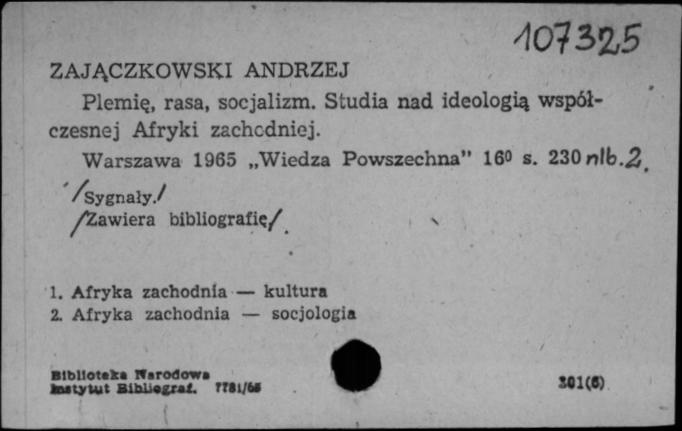 107325
ZAJĄCZKOWSKI ANDRZEJ
Plemię, rasa, socjalizm. Studia nad ideologią współ-
czesnej Afryki zachodniej.
Warszawa 1965 „Wiedza Powszechna” 16⁰ s. 230 nlb.2.
/Sygnały./
/Zawiera bibliografię/.
1. Afryka zachodnia — kultura
2. Afryka zachodnia — socjologia
Biblioteka Narodowa
Instytut Bibliograf. 7781/65
301(6)